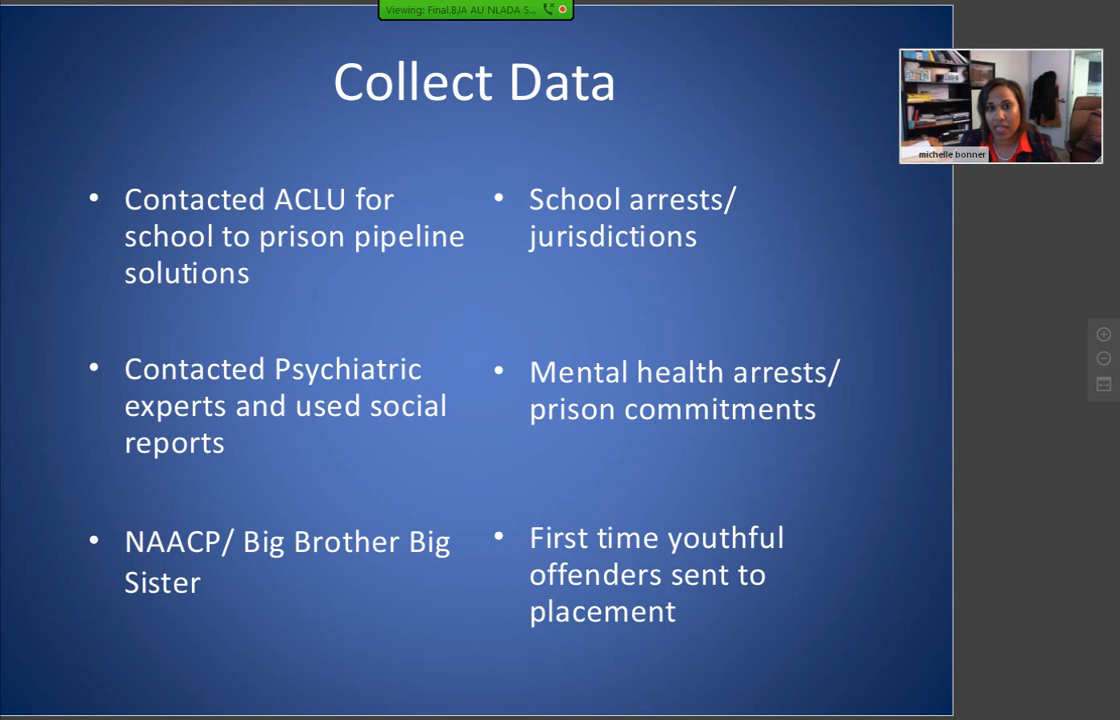 Viewing: Final.BJA AU NLADA S...
Collect Data
• Contacted ACLU for
school to prison pipeline
solutions
• Contacted Psychiatric
experts and used social
reports
• NAACP/ Big Brother Big
Sister
• School arrests/
jurisdictions
• Mental health arrests/
prison commitments
• First time youthful
offenders sent to
placement
michelle bonner